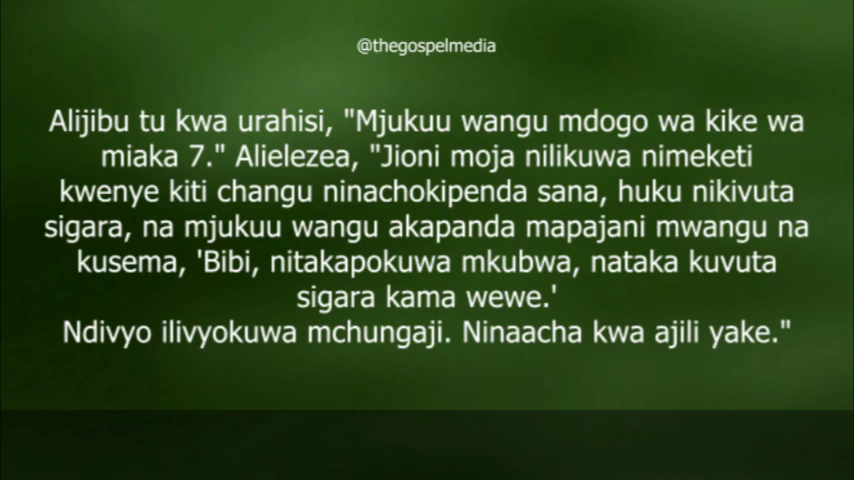 @thegospelmedia
Alijibu tu kwa urahisi, "Mjukuu wangu mdogo wa kike wa
miaka 7." Alielezea, "Jioni moja nilikuwa nimeketi
kwenye kiti changu ninachokipenda sana, huku nikivuta
sigara, na mjukuu wangu akapanda mapajani mwangu na
kusema, 'Bibi, nitakapokuwa mkubwa, nataka kuvuta
sigara kama wewe.'
Ndivyo ilivyokuwa mchungaji. Ninaacha kwa ajili yake."